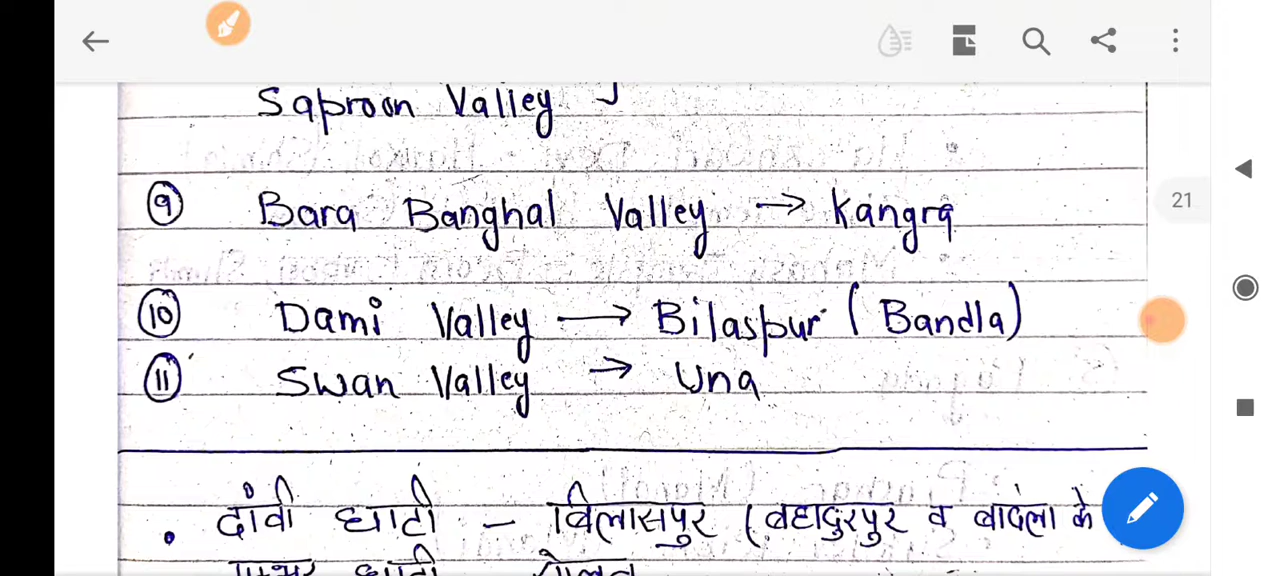 Saproon Valley
21
9 Bara Banghal Valley → Kangra
10 Dami Valley → Bilaspur (Bandla)
11 Swan Valley → Una
• दांवी घाटी - बिलासपुर (बहादुरपुर व बांदला के
घाटी